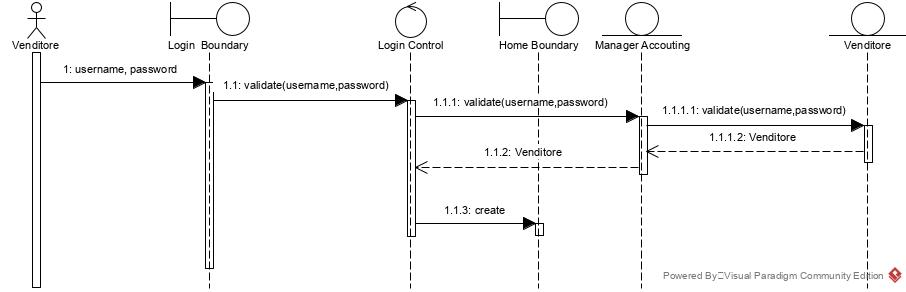 Venditore
Login Boundary
Login Control
Home Boundary
Manager Accouting
Venditore
1: username, password
1.1: validate(username,password)
1.1.1: validate(username,password)
1.1.1.1: validate(username,password)
1.1.1.2: Venditore
1.1.2: Venditore
1.1.3: create
Powered By Visual Paradigm Community Edition